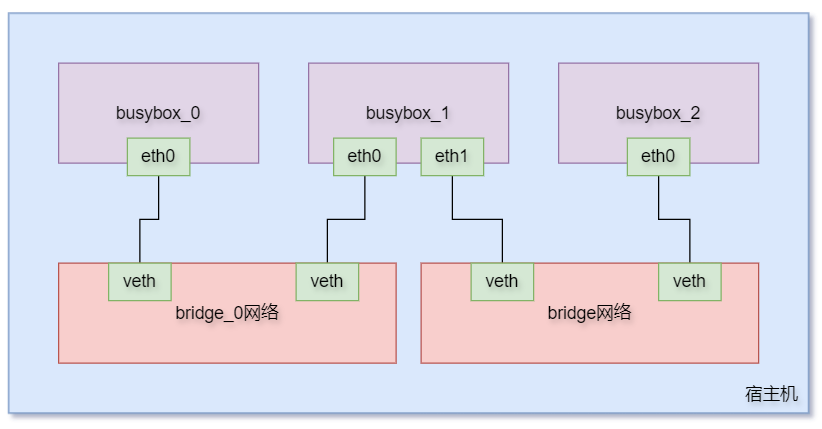 busybox_0
busybox_1
busybox_2
eth0
eth0
eth1
eth0
veth
veth
veth
veth
bridge_0网络
bridge网络
宿主机